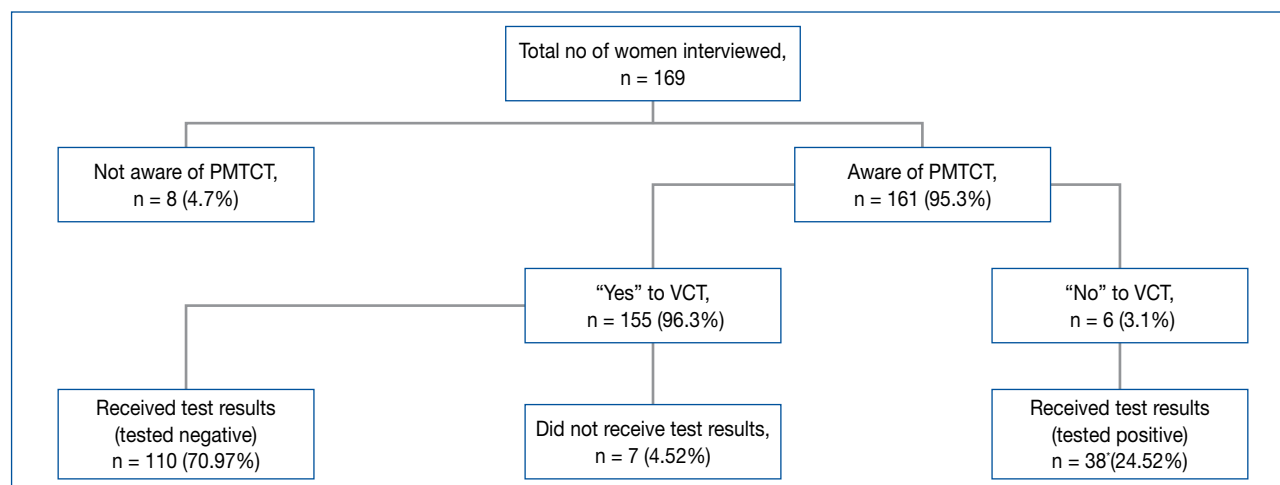 Total no of women interviewed,
n = 169
Not aware of PMTCT,
n = 8 (4.7%)
Aware of PMTCT,
n = 161 (95.3%)
“Yes” to VCT,
n = 155 (96.3%)
“No” to VCT,
n = 6 (3.1%)
Received test results
(tested negative)
n = 110 (70.97%)
Did not receive test results,
n = 7 (4.52%)
Received test results
(tested positive)
n = 38*(24.52%)